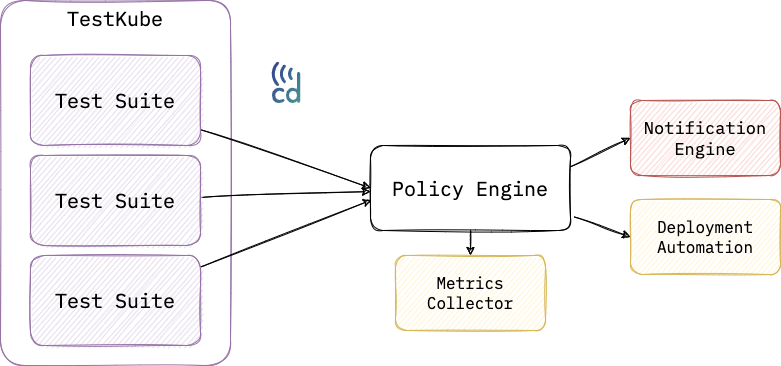 TestKube
Test Suite
Test Suite
Test Suite
cd
Policy Engine
Metrics
Collector
Notification
Engine
Deployment
Automation